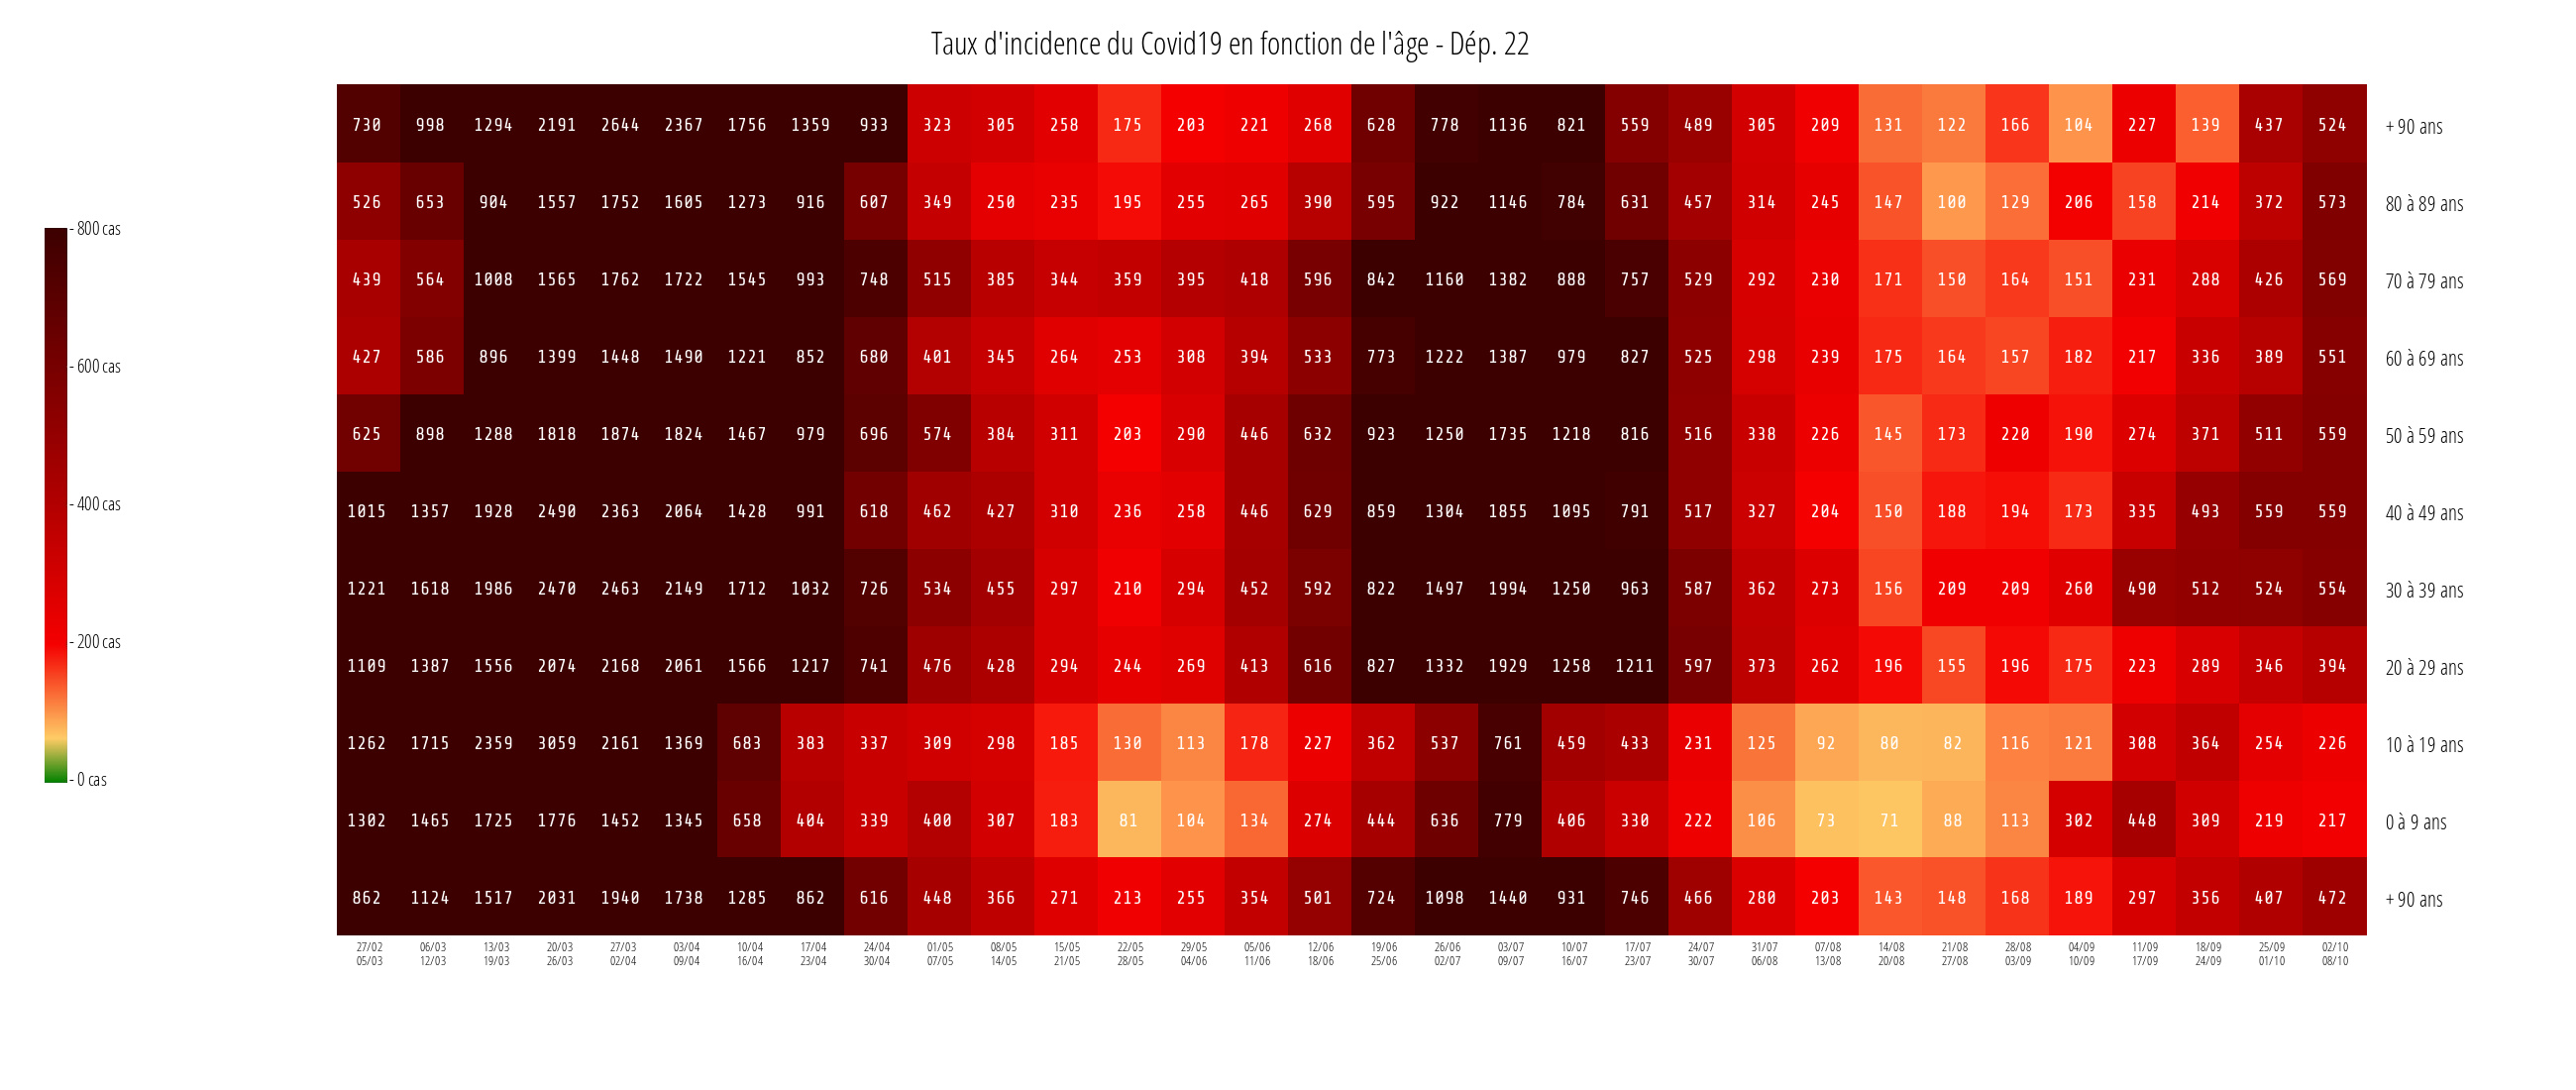 Taux d'incidence du Covid19 en fonction de l'âge - Dép. 22
730 998 1294 2191 2644 2367 1756 1359 933 323 305 258 175 203 221 268 628 778 1136 821 559 489 305 209 131 122 166 104 227 139 437 524 + 90 ans
526 653 904 1557 1752 1605 1273 916 607 349 250 235 195 255 265 390 595 922 1146 784 631 457 314 245 147 100 129 206 158 214 372 573 80 à 89 ans
- 800 cas
439 564 1008 1565 1762 1722 1545 993 748 515 385 344 359 395 418 596 842 1160 1382 888 757 529 292 230 171 150 164 151 231 288 426 569 70 à 79 ans
427 586 896 1399 1448 1490 1221 852 680 401 345 264 253 308 394 533 773 1222 1387 979 827 525 298 239 175 164 157 182 217 336 389 551 60 à 69 ans
- 600 cas
625 898 1288 1818 1874 1824 1467 979 696 574 384 311 203 290 446 632 923 1250 1735 1218 816 516 338 226 145 173 220 190 274 371 511 559 50 à 59 ans
- 400 cas
1015 1357 1928 2490 2363 2064 1428 991 618 462 427 310 236 258 446 629 859 1304 1855 1095 791 517 327 204 150 188 194 173 335 493 559 559 40 à 49 ans
1221 1618 1986 2470 2463 2149 1712 1032 726 534 455 297 210 294 452 592 822 1497 1994 1250 963 587 362 273 156 209 209 260 490 512 524 554 30 à 39 ans
- 200 cas
1109 1387 1556 2074 2168 2061 1566 1217 741 476 428 294 244 269 413 616 827 1332 1929 1258 1211 597 373 262 196 155 196 175 223 289 346 394 20 à 29 ans
1262 1715 2359 3059 2161 1369 683 383 337 309 298 185 130 113 178 227 362 537 761 459 433 231 125 92 80 82 116 121 308 364 254 226 10 à 19 ans
- 0 cas
1302 1465 1725 1776 1452 1345 658 404 339 400 307 183 81 104 134 274 444 636 779 406 330 222 106 73 71 88 113 302 448 309 219 217 0 à 9 ans
862 1124 1517 2031 1940 1738 1285 862 616 448 366 271 213 255 354 501 724 1098 1440 931 746 466 280 203 143 148 168 189 297 356 407 472 + 90 ans
27/02 06/03 13/03 20/03 27/03 03/04 10/04 17/04 24/04 01/05 08/05 15/05 22/05 29/05 05/06 12/06 19/06 26/06 03/07 10/07 17/07 24/07 31/07 07/08 14/08 21/08 28/08 04/09 11/09 18/09 25/09 02/10
05/03 12/03 19/03 26/03 02/04 09/04 16/04 23/04 30/04 07/05 14/05 21/05 28/05 04/06 11/06 18/06 25/06 02/07 09/07 16/07 23/07 30/07 06/08 13/08 20/08 27/08 03/09 10/09 17/09 24/09 01/10 08/10